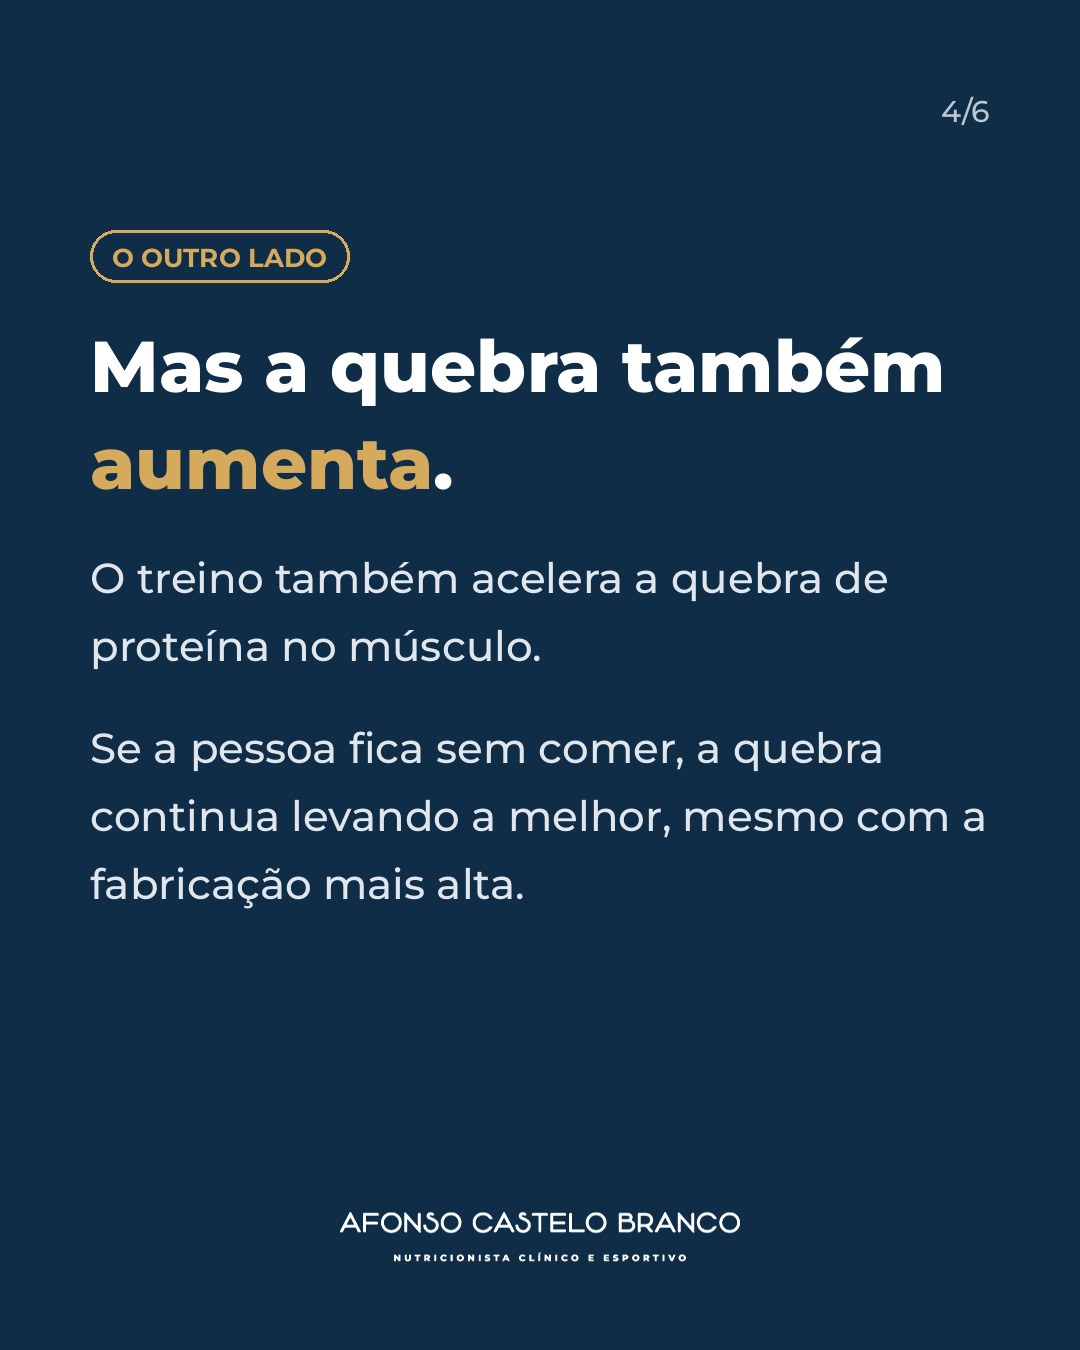 4/6
O OUTRO LADO
Mas a quebra também
aumenta.
O treino também acelera a quebra de
proteína no músculo.
Se a pessoa fica sem comer, a quebra
continua levando a melhor, mesmo com a
fabricação mais alta.
AFONSO CASTELO BRANCO
NUTRICIONISTA CLÍNICO E ESPORTIVO